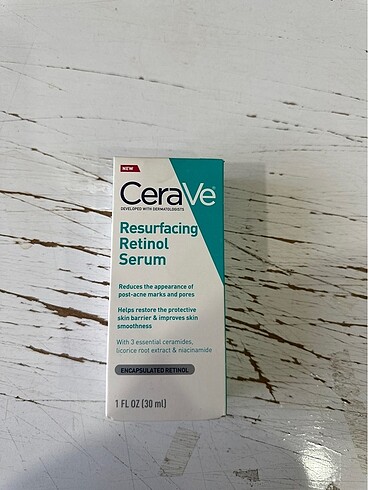 NEW
CeraVe®
DEVELOPED WITH DERMATOLOGISTS
Resurfacing
Retinol
Serum
Reduces the appearance of
post-acne marks and pores
Helps restore the protective
skin barrier & improves skin
smoothness
With 3 essential ceramides,
licorice root extract & niacinamide
ENCAPSULATED RETINOL
1 FL OZ (30 ml)